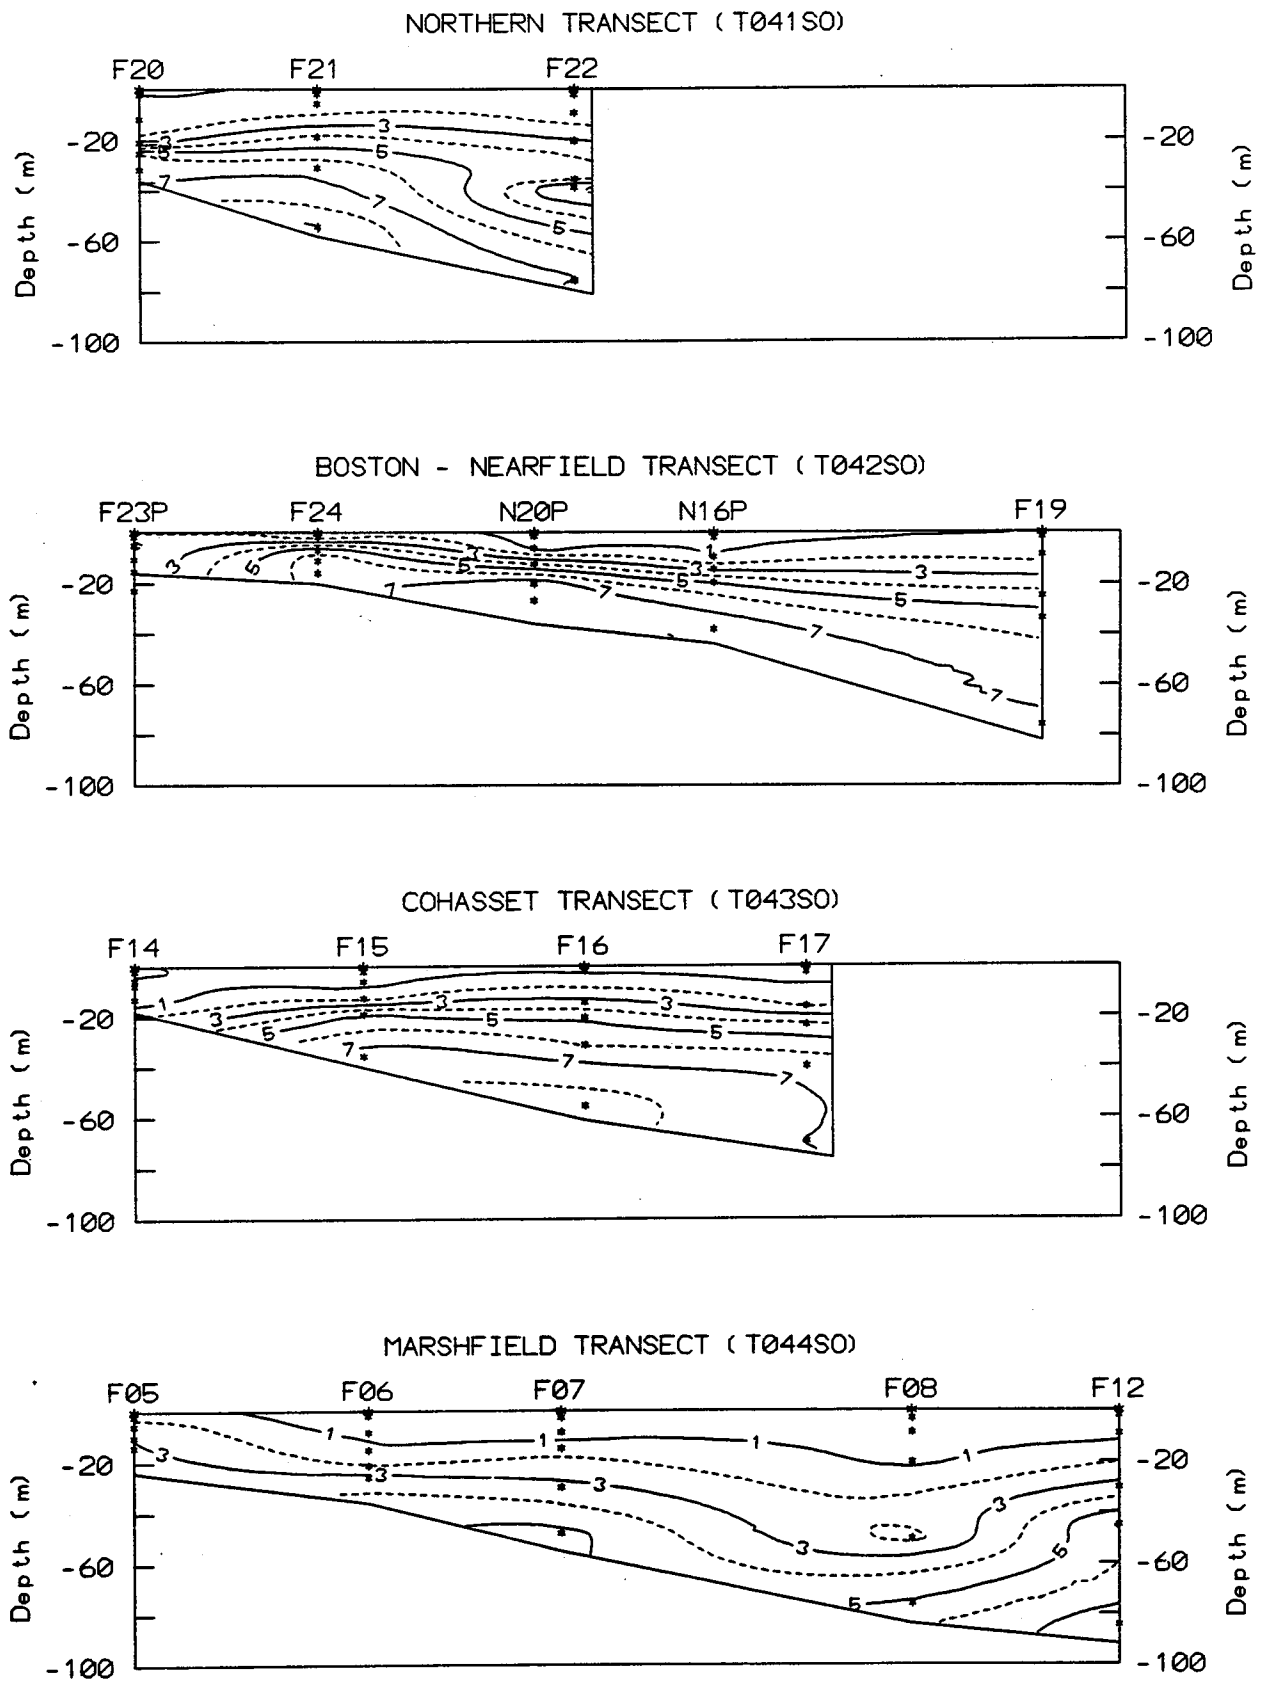 NORTHERN TRANSECT (T041SO)
F20 F21 F22
3
-20 3 -20
5 5
7 7
5
-60 -60
-100 -100
Depth (m) Depth (m)
BOSTON - NEARFIELD TRANSECT (T042SO)
F23P F24 N20P N16P F19
1
3 3 3
3 5 5 5
-20 7 7 5 -20
7
-60 7 -60
-100 -100
Depth (m) Depth (m)
COHASSET TRANSECT (T043SO)
F14 F15 F16 F17
1 3 3
-20 3 5 5 -20
5 7 7 7
-60 -60
-100 -100
Depth (m) Depth (m)
MARSHFIELD TRANSECT (T044SO)
F05 F06 F07 F08 F12
1 1 1 1
3 -20 3 3 -20
3
3 5
-60 5 -60
-100 -100
Depth (m) Depth (m)